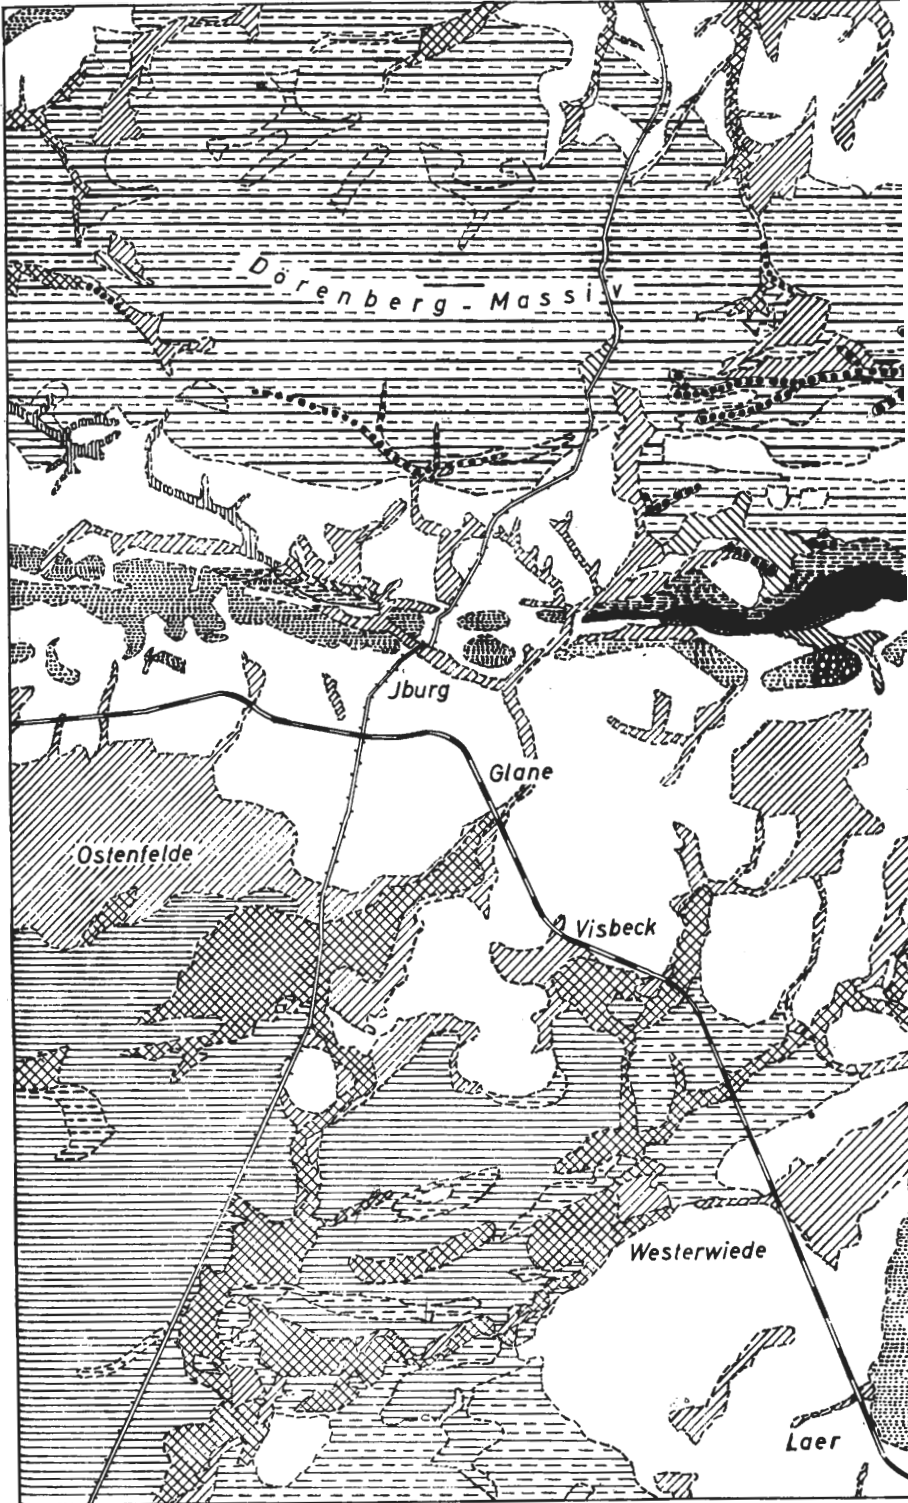 Dörenberg-Massiv
Jburg
Glane
Ostenfelde
Visbeck
Westerwiede
Laer